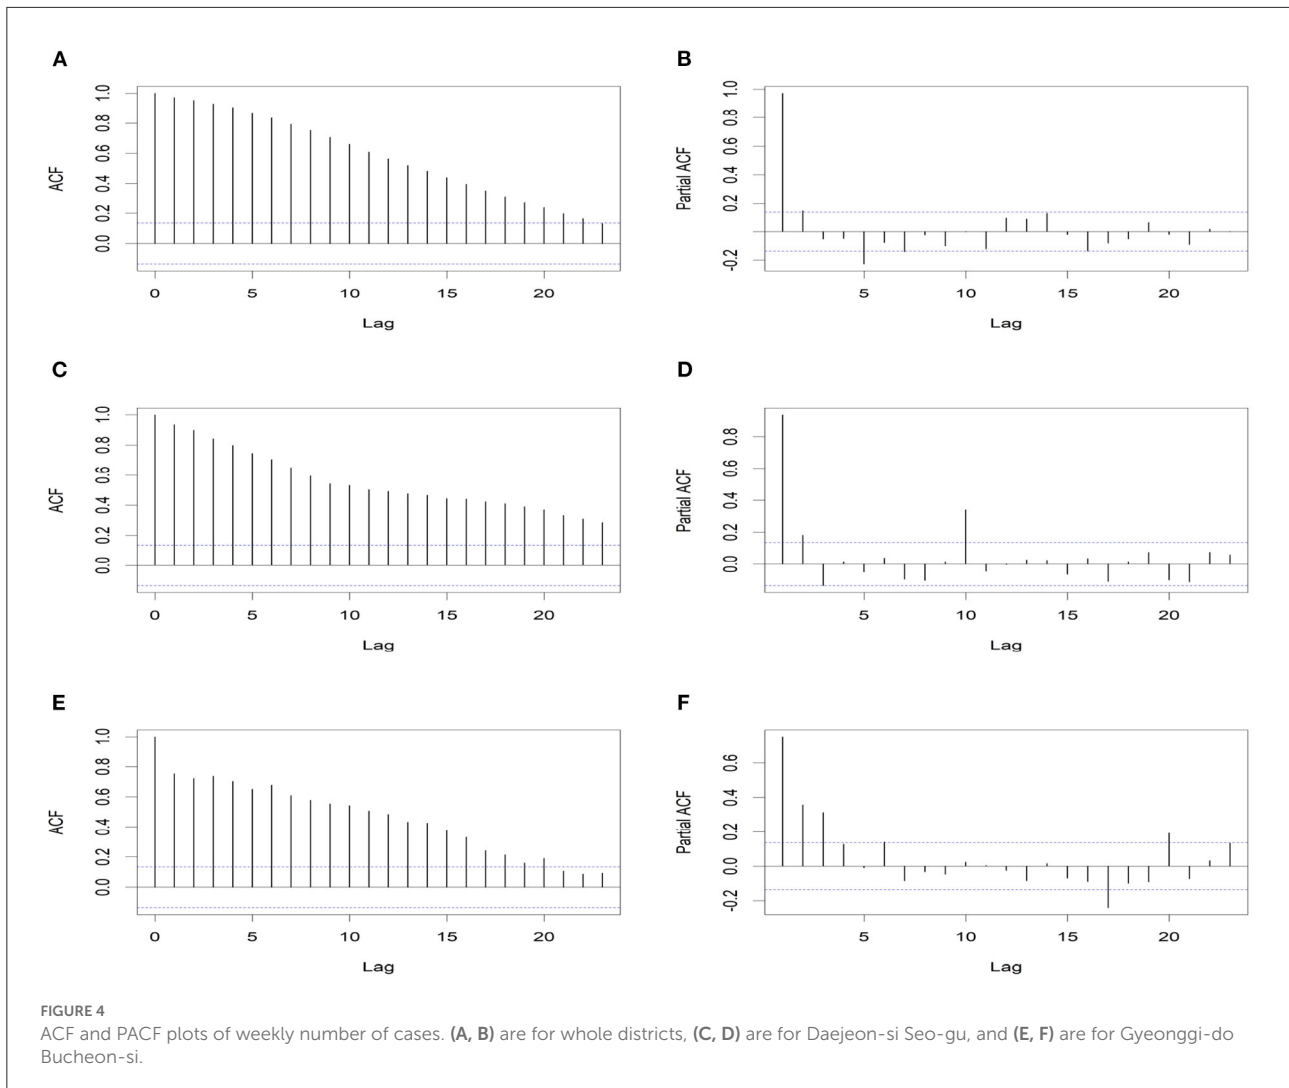 A
B
ACF
0.0 0.2 0.4 0.6 0.8 1.0
0 5 10 15 20
Lag
Partial ACF
-0.2 0.2 0.4 0.6 0.8 1.0
5 10 15 20
Lag
C
D
ACF
0.0 0.2 0.4 0.6 0.8 1.0
0 5 10 15 20
Lag
Partial ACF
0.0 0.2 0.4 0.6 0.8
5 10 15 20
Lag
E
F
ACF
0.0 0.2 0.4 0.6 0.8 1.0
0 5 10 15 20
Lag
Partial ACF
-0.2 0.0 0.2 0.4 0.6
5 10 15 20
Lag
FIGURE 4
ACF and PACF plots of weekly number of cases. (A, B) are for whole districts, (C, D) are for Daejeon-si Seo-gu, and (E, F) are for Gyeonggi-do
Bucheon-si.